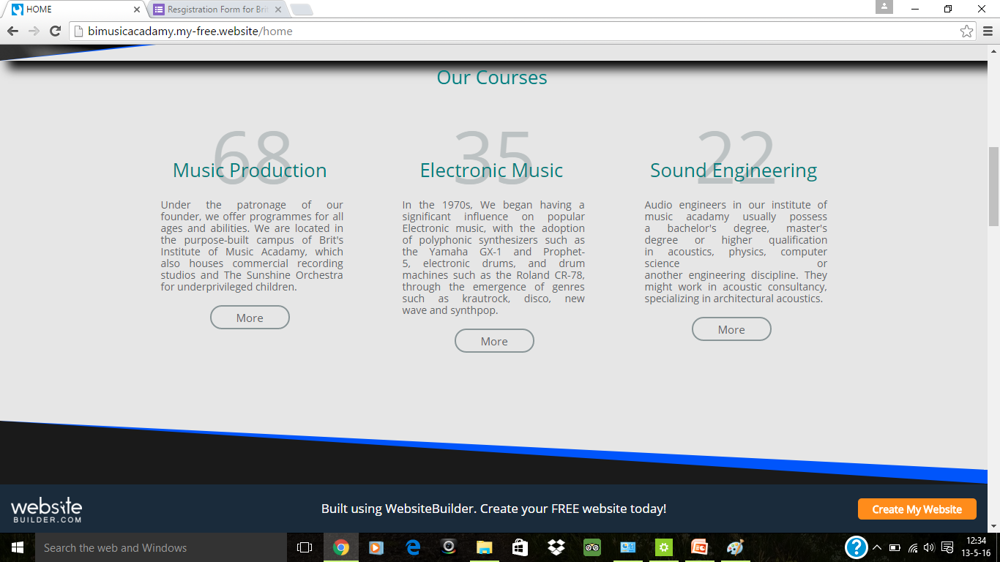 HOME
Resgistration Form for Brit
bimusicacadamy.my-free.website/home
Our Courses
68
Music Production
Under the patronage of our
founder, we offer programmes for all
ages and abilities. We are located in
the purpose-built campus of Brit's
Institute of Music Acadamy, which
also houses commercial recording
studios and The Sunshine Orchestra
for underprivileged children.
More
35
Electronic Music
In the 1970s, We began having a
significant influence on popular
Electronic music, with the adoption
of polyphonic synthesizers such as
the Yamaha GX-1 and Prophet-
5, electronic drums, and drum
machines such as the Roland CR-78,
through the emergence of genres
such as krautrock, disco, new
wave and synthpop.
More
22
Sound Engineering
Audio engineers in our institute of
music acadamy usually possess
a bachelor's degree, master's
degree or higher qualification
in acoustics, physics, computer
science or
another engineering discipline. They
might work in acoustic consultancy,
specializing in architectural acoustics.
More
website
BUILDER.COM
Built using WebsiteBuilder. Create your FREE website today!
Create My Website
Search the web and Windows
12:34
13-5-16